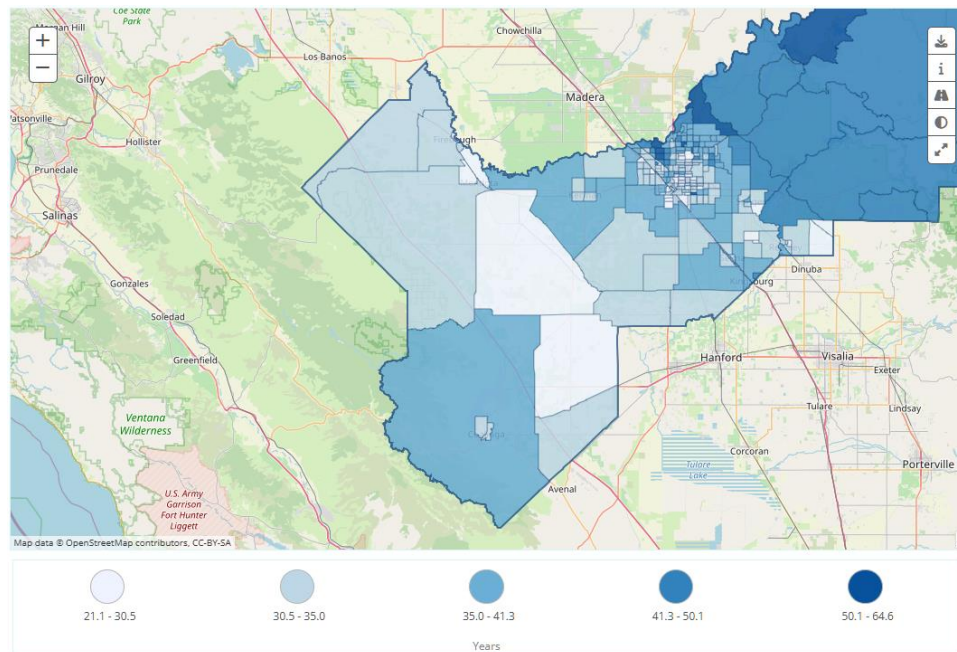 Coe State
Park
Morgan Hill
Chowchilla
+
−
Los Banos
Gilroy
Madera
i
Watsonville
Hollister
Firebaugh
Prunedale
Salinas
Gonzales
Dinuba
Kingsburg
Soledad
Hanford
Visalia
Greenfield
Exeter
Tulare
Lindsay
Ventana
Wilderness
Corcoran
Tulare
Lake
Porterville
Avenal
U.S. Army
Garrison
Fort Hunter
Liggett
Map data © OpenStreetMap contributors, CC-BY-SA
21.1 - 30.5
30.5 - 35.0
35.0 - 41.3
41.3 - 50.1
50.1 - 64.6
Years